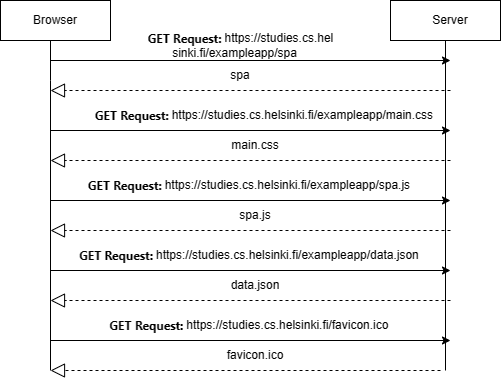 Browser
Server
GET Request: https://studies.cs.hel
sinki.fi/exampleapp/spa
spa
GET Request: https://studies.cs.helsinki.fi/exampleapp/main.css
main.css
GET Request: https://studies.cs.helsinki.fi/exampleapp/spa.js
spa.js
GET Request: https://studies.cs.helsinki.fi/exampleapp/data.json
data.json
GET Request: https://studies.cs.helsinki.fi/favicon.ico
favicon.ico